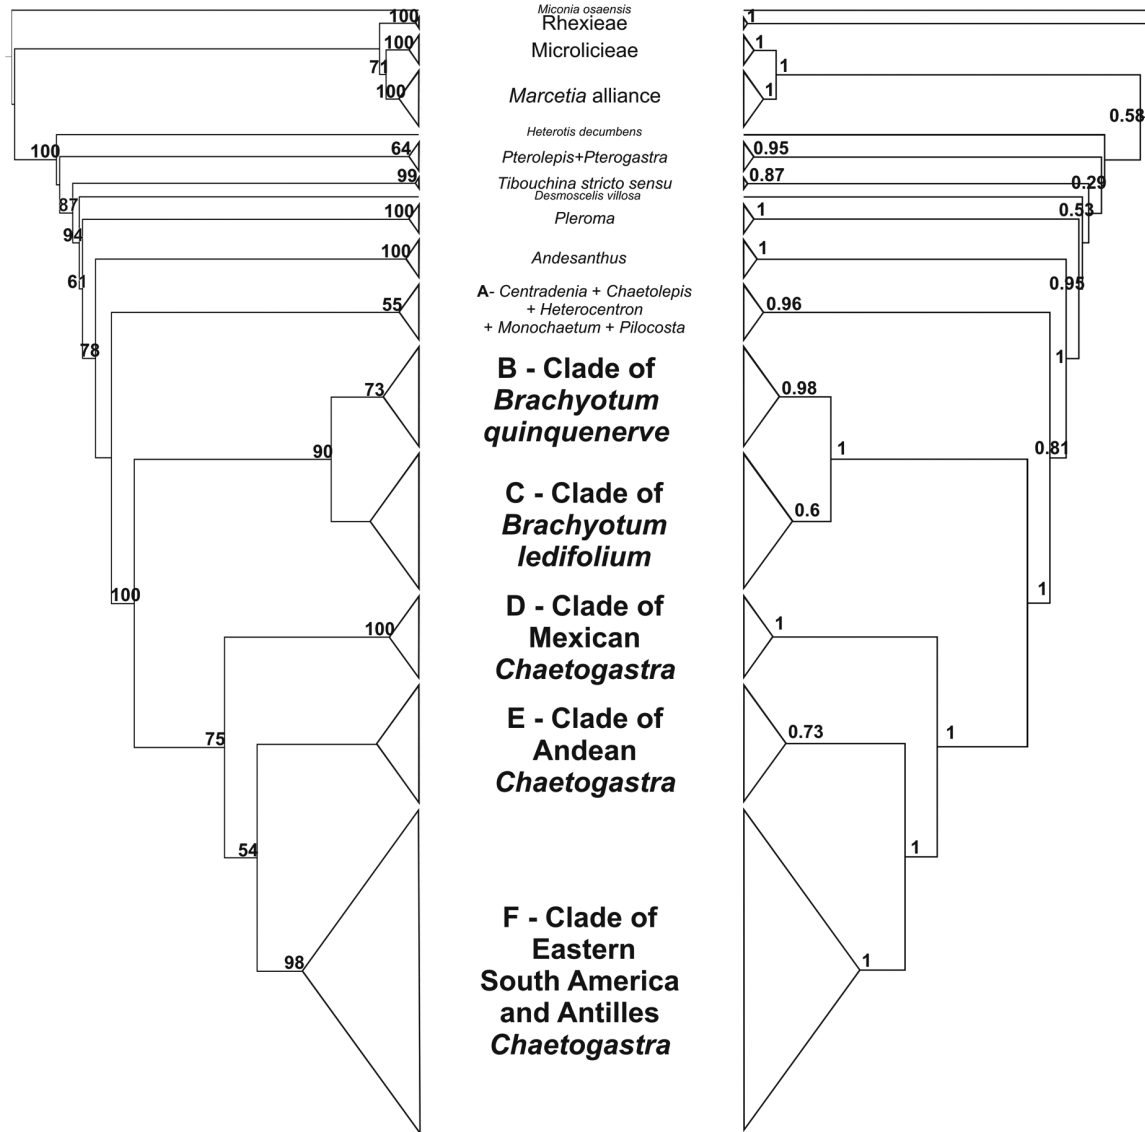 Miconia osaensis
100 Rhexieae 1
100 Microlicieae 1
71 1
100 Marcetia alliance 1
0.58
Heterotis decumbens
100 64 Pterolepis+Pterogastra 0.95
99 Tibouchina stricto sensu 0.87 0.29
Desmoscelis villosa
87 100 Pleroma 1 0.53
94
100 Andesanthus 1
61 0.95
A- Centradenia + Chaetolepis
55 + Heterocentron 0.96
+ Monochaetum + Pilocosta
78 1
B - Clade of
73 Brachyotum 0.98
quinquenerve
90 1 0.81
C - Clade of
Brachyotum 0.6
ledifolium
100 1
D - Clade of
100 Mexican 1
Chaetogastra
E - Clade of
75 Andean 0.73 1
Chaetogastra
54 1
F - Clade of
Eastern
98 South America 1
and Antilles
Chaetogastra